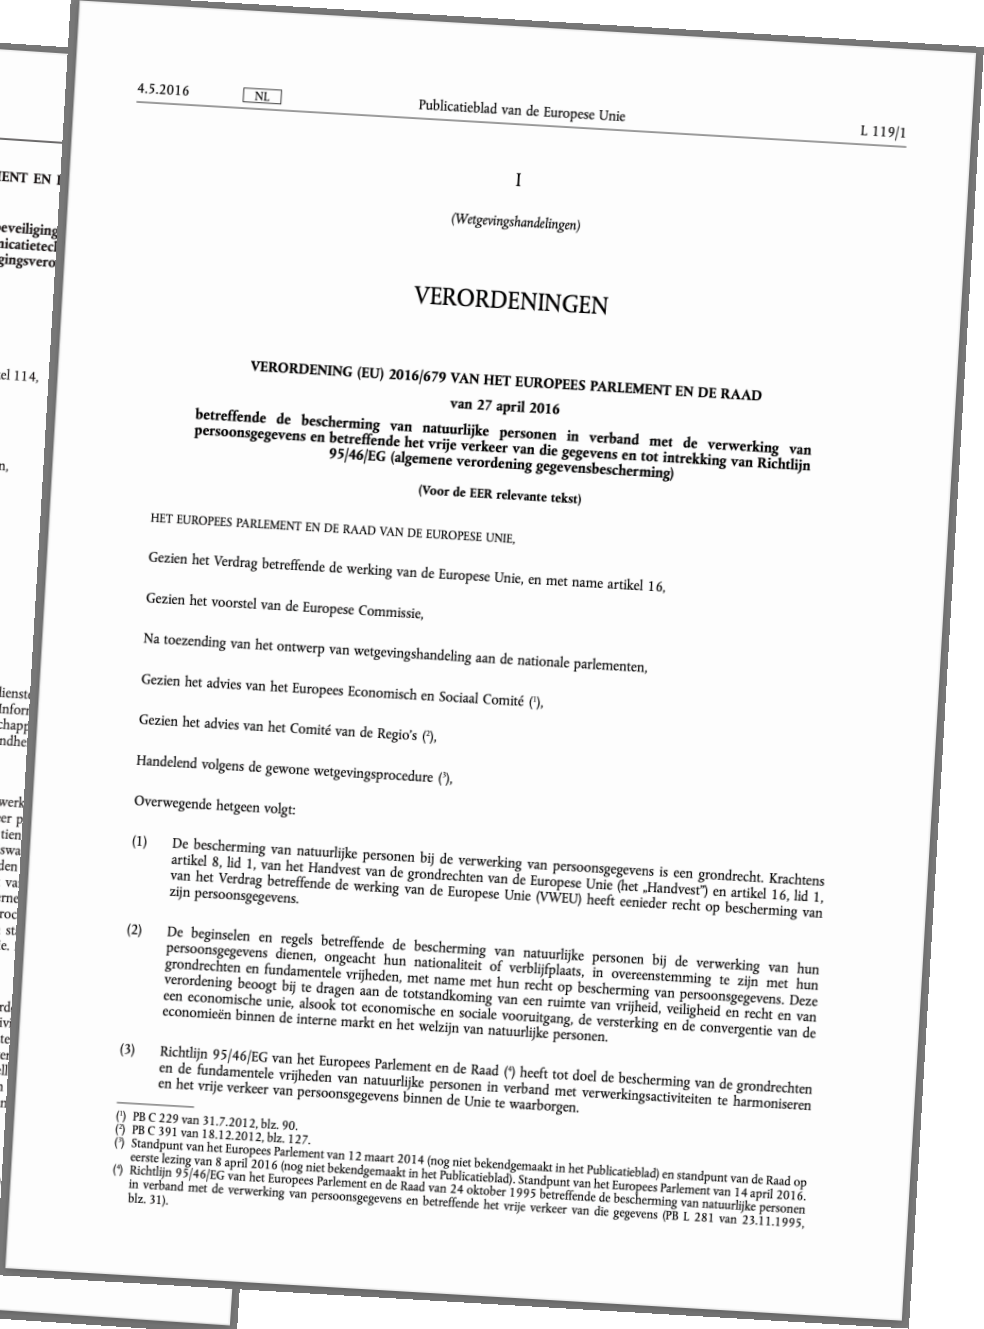 4.5.2016 NL Publicatieblad van de Europese Unie L 119/1
I
(Wetgevingshandelingen)
VERORDENINGEN
VERORDENING (EU) 2016/679 VAN HET EUROPEES PARLEMENT EN DE RAAD
van 27 april 2016
betreffende de bescherming van natuurlijke personen in verband met de verwerking van
persoonsgegevens en betreffende het vrije verkeer van die gegevens en tot intrekking van Richtlijn
95/46/EG (algemene verordening gegevensbescherming)
(Voor de EER relevante tekst)
HET EUROPEES PARLEMENT EN DE RAAD VAN DE EUROPESE UNIE,
Gezien het Verdrag betreffende de werking van de Europese Unie, en met name artikel 16,
Gezien het voorstel van de Europese Commissie,
Na toezending van het ontwerp van wetgevingshandeling aan de nationale parlementen,
Gezien het advies van het Europees Economisch en Sociaal Comité (¹),
Gezien het advies van het Comité van de Regio's (²),
Handelend volgens de gewone wetgevingsprocedure (³),
Overwegende hetgeen volgt:
(1) De bescherming van natuurlijke personen bij de verwerking van persoonsgegevens is een grondrecht. Krachtens
artikel 8, lid 1, van het Handvest van de grondrechten van de Europese Unie (het „Handvest") en artikel 16, lid 1,
van het Verdrag betreffende de werking van de Europese Unie (VWEU) heeft eenieder recht op bescherming van
zijn persoonsgegevens.
(2) De beginselen en regels betreffende de bescherming van natuurlijke personen bij de verwerking van hun
persoonsgegevens dienen, ongeacht hun nationaliteit of verblijfplaats, in overeenstemming te zijn met hun
grondrechten en fundamentele vrijheden, met name met hun recht op bescherming van persoonsgegevens. Deze
verordening beoogt bij te dragen aan de totstandkoming van een ruimte van vrijheid, veiligheid en recht en van
een economische unie, alsook tot economische en sociale vooruitgang, de versterking en de convergentie van de
economieën binnen de interne markt en het welzijn van natuurlijke personen.
(3) Richtlijn 95/46/EG van het Europees Parlement en de Raad (⁴) heeft tot doel de bescherming van de grondrechten
en de fundamentele vrijheden van natuurlijke personen in verband met verwerkingsactiviteiten te harmoniseren
en het vrije verkeer van persoonsgegevens binnen de Unie te waarborgen.
(¹) PB C 229 van 31.7.2012, blz. 90.
(²) PB C 391 van 18.12.2012, blz. 127.
(³) Standpunt van het Europees Parlement van 12 maart 2014 (nog niet bekendgemaakt in het Publicatieblad) en standpunt van de Raad op
eerste lezing van 8 april 2016 (nog niet bekendgemaakt in het Publicatieblad). Standpunt van het Europees Parlement van 14 april 2016.
(⁴) Richtlijn 95/46/EG van het Europees Parlement en de Raad van 24 oktober 1995 betreffende de bescherming van natuurlijke personen
in verband met de verwerking van persoonsgegevens en betreffende het vrije verkeer van die gegevens (PB L 281 van 23.11.1995,
blz. 31).